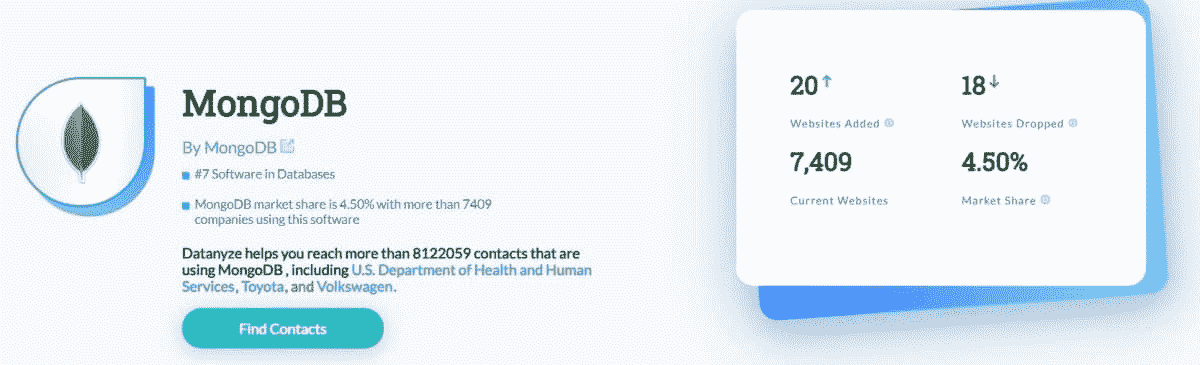 MongoDB
By MongoDB
#7 Software in Databases
MongoDB market share is 4.50% with more than 7409
companies using this software
Datanyze helps you reach more than 8122059 contacts that are
using MongoDB , including U.S. Department of Health and Human
Services, Toyota, and Volkswagen.
Find Contacts
20↑ 18↓
Websites Added Websites Dropped
7,409 4.50%
Current Websites Market Share